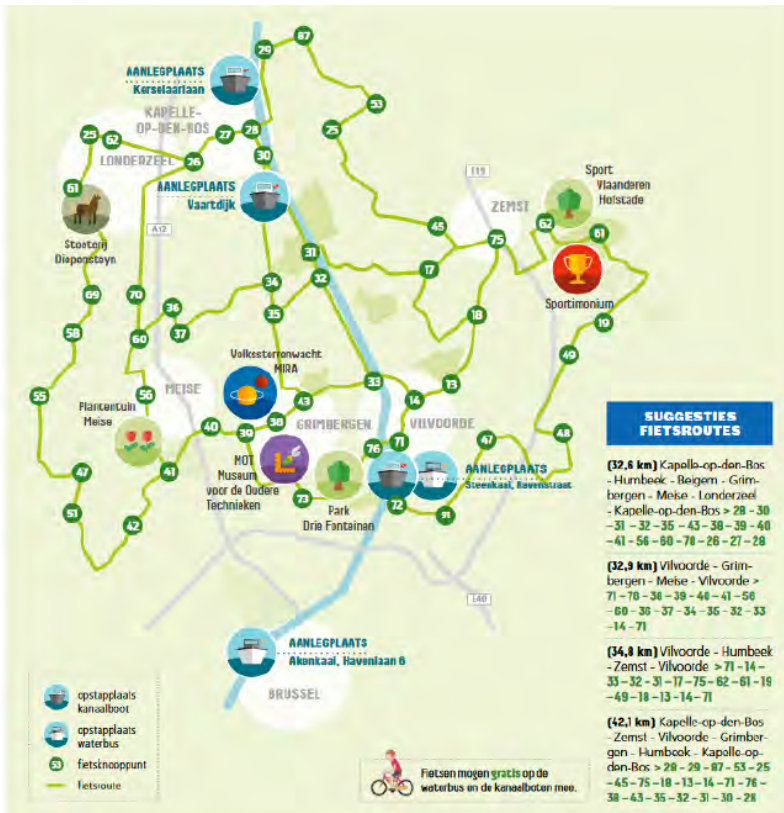 29
87
AANLEGPLAATS
Kerselaarlaan
53
KAPELLE-
OP-DEN-BOS
25
62
27
28
25
LONDERZEEL
26
30
E19
Sport
Vlaanderen
Hofstade
61
AANLEGPLAATS
Vaartdijk
ZEMST
62
A12
45
75
61
Stoeterij
Diepensteyn
31
17
Sportimonium
32
34
69
70
36
35
18
19
58
60
37
49
Volkssterrenwacht
MIRA
33
13
55
56
MEISE
43
14
Plantentuin
Meise
40
39
38
GRIMBERGEN
VILVOORDE
76
71
47
48
41
MOT
Museum
voor de Oudere
Technieken
AANLEGPLAATS
Steenkaai, Havenstraat
47
73
Park
Drie Fonteinen
72
91
51
42
E40
AANLEGPLAATS
Akenkaai, Havenlaan 6
BRUSSEL
opstapplaats
kanaalboot
opstapplaats
waterbus
53
fietsknooppunt
fietsroute
Fietsen mogen gratis op de
waterbus en de kanaalboten mee.
SUGGESTIES
FIETSROUTES
(32,6 km) Kapelle-op-den-Bos
- Humbeek - Beigem - Grim-
bergen - Meise - Londerzeel
- Kapelle-op-den-Bos > 28 - 30
-31 - 32 -35 - 43 - 38 - 39 - 40
-41 - 56 - 60 - 70 - 26 - 27 - 28
(32,9 km) Vilvoorde - Grim-
bergen - Meise - Vilvoorde >
71 - 76 - 38 - 39 - 40 - 41 - 56
-60 - 36 - 37 - 34 - 35 - 32 - 33
-14 - 71
(34,8 km) Vilvoorde - Humbeek
- Zemst - Vilvoorde > 71 - 14 -
33 - 32 - 31 - 17 - 75 - 62 - 61 - 19
-49 - 18 - 13 - 14 - 71
(42,1 km) Kapelle-op-den-Bos
- Zemst - Vilvoorde - Grimber-
gen - Humbeek - Kapelle-op-
den-Bos > 28 - 29 - 87 - 53 - 25
-45 - 75 - 18 - 13 - 14 - 71 - 76 -
38 - 43 - 35 - 32 - 31 - 30 - 28